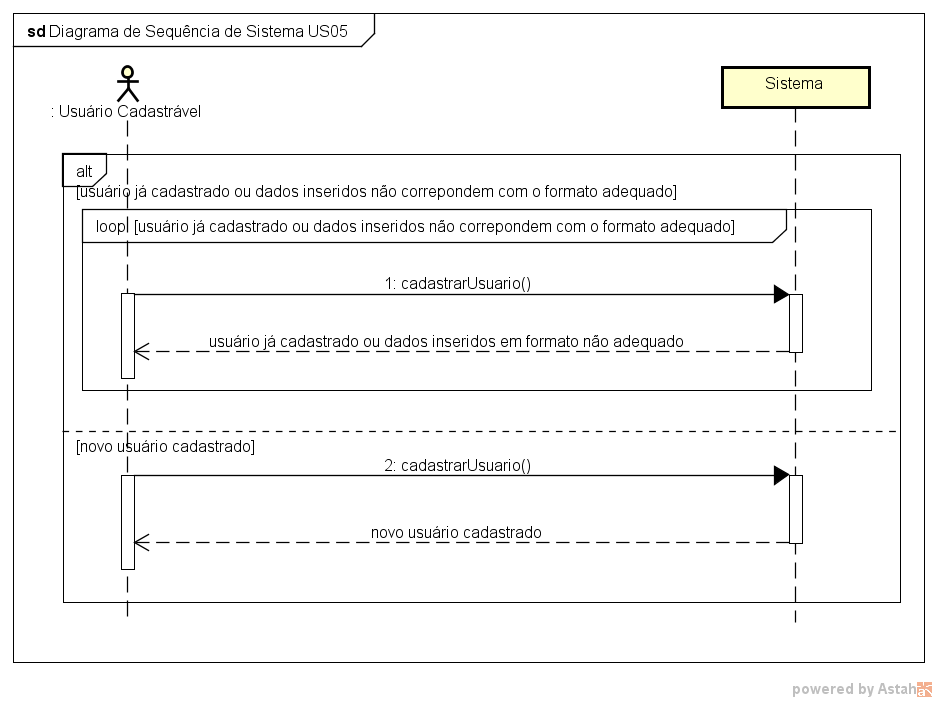 sd Diagrama de Sequência de Sistema US05
: Usuário Cadastrável
Sistema
alt
[usuário já cadastrado ou dados inseridos não correpondem com o formato adequado]
loop [usuário já cadastrado ou dados inseridos não correpondem com o formato adequado]
1: cadastrarUsuario()
usuário já cadastrado ou dados inseridos em formato não adequado
[novo usuário cadastrado]
2: cadastrarUsuario()
novo usuário cadastrado
powered by Astah